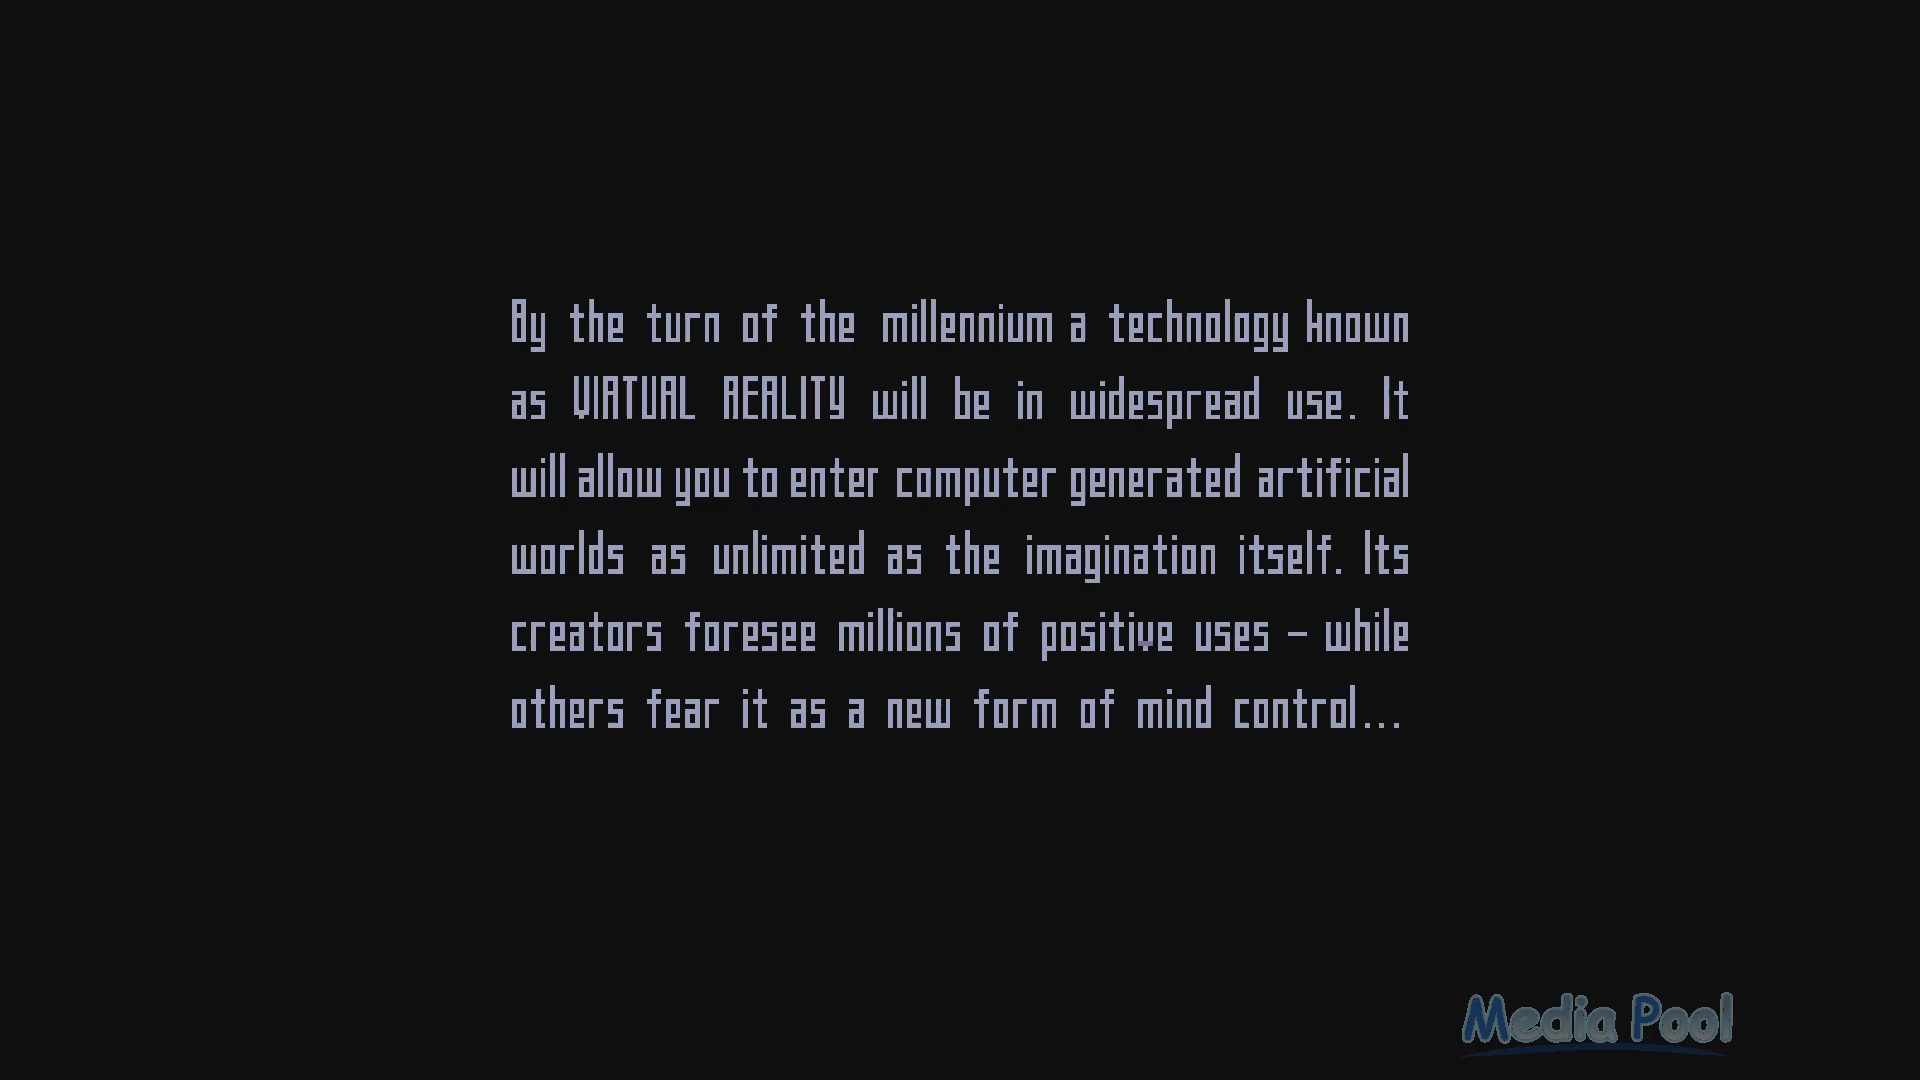 By the turn of the millennium a technology known
as VIRTUAL REALITY will be in widespread use. It
will allow you to enter computer generated artificial
worlds as unlimited as the imagination itself. Its
creators foresee millions of positive uses – while
others fear it as a new form of mind control...
Media Pool